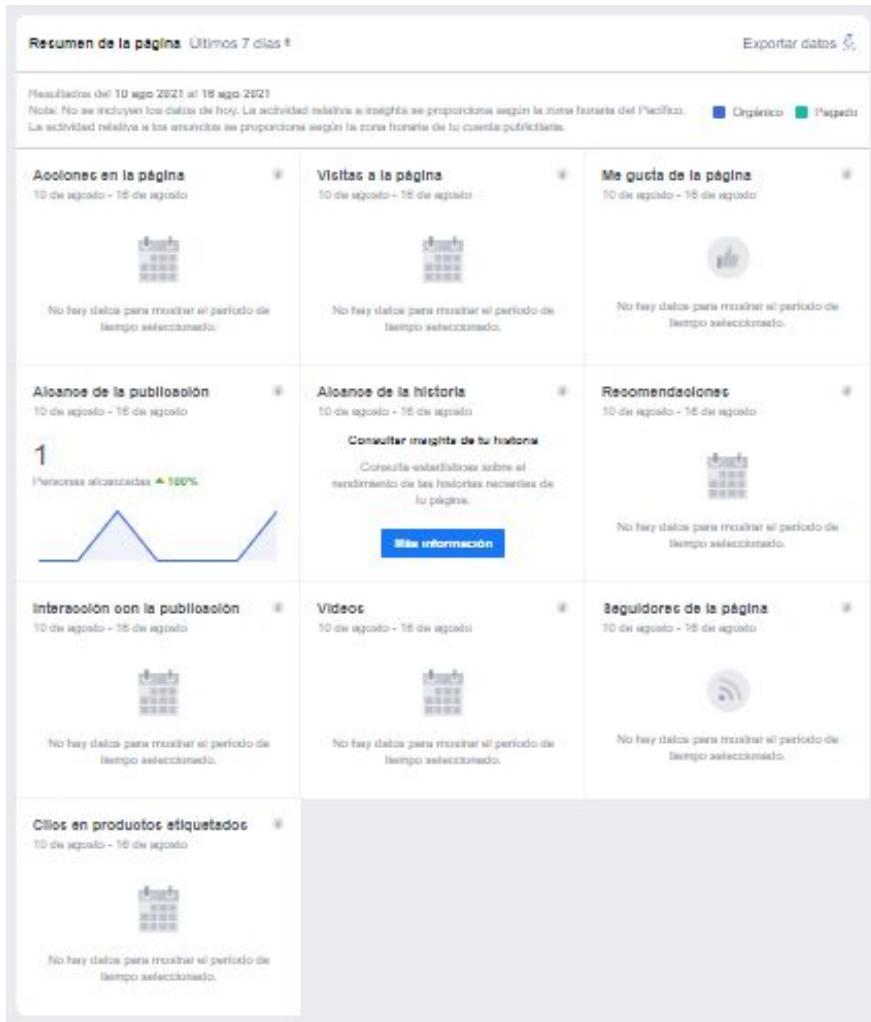 Resumen de la página Últimos 7 días
Exportar datos
Resultados del 10 ago 2021 al 16 ago 2021
Nota: No se incluyen los datos de hoy. La actividad relativa a insights se proporciona según la zona horaria del Pacífico.
La actividad relativa a los anuncios se proporciona según la zona horaria de tu cuenta publicitaria.
Orgánico Pagado
Acciones en la página
10 de agosto - 16 de agosto
No hay datos para mostrar el período de
tiempo seleccionado.
Visitas a la página
10 de agosto - 16 de agosto
No hay datos para mostrar el período de
tiempo seleccionado.
Me gusta de la página
10 de agosto - 16 de agosto
No hay datos para mostrar el período de
tiempo seleccionado.
Alcance de la publicación
10 de agosto - 16 de agosto
1
Personas alcanzadas ▲ 100%
Alcance de la historia
10 de agosto - 16 de agosto
Consultar insights de tu historia
Consulta estadísticas sobre el
rendimiento de las historias recientes de
tu página.
Más información
Recomendaciones
10 de agosto - 16 de agosto
No hay datos para mostrar el período de
tiempo seleccionado.
Interacción con la publicación
10 de agosto - 16 de agosto
No hay datos para mostrar el período de
tiempo seleccionado.
Videos
10 de agosto - 16 de agosto
No hay datos para mostrar el período de
tiempo seleccionado.
Seguidores de la página
10 de agosto - 16 de agosto
No hay datos para mostrar el período de
tiempo seleccionado.
Clics en productos etiquetados
10 de agosto - 16 de agosto
No hay datos para mostrar el período de
tiempo seleccionado.